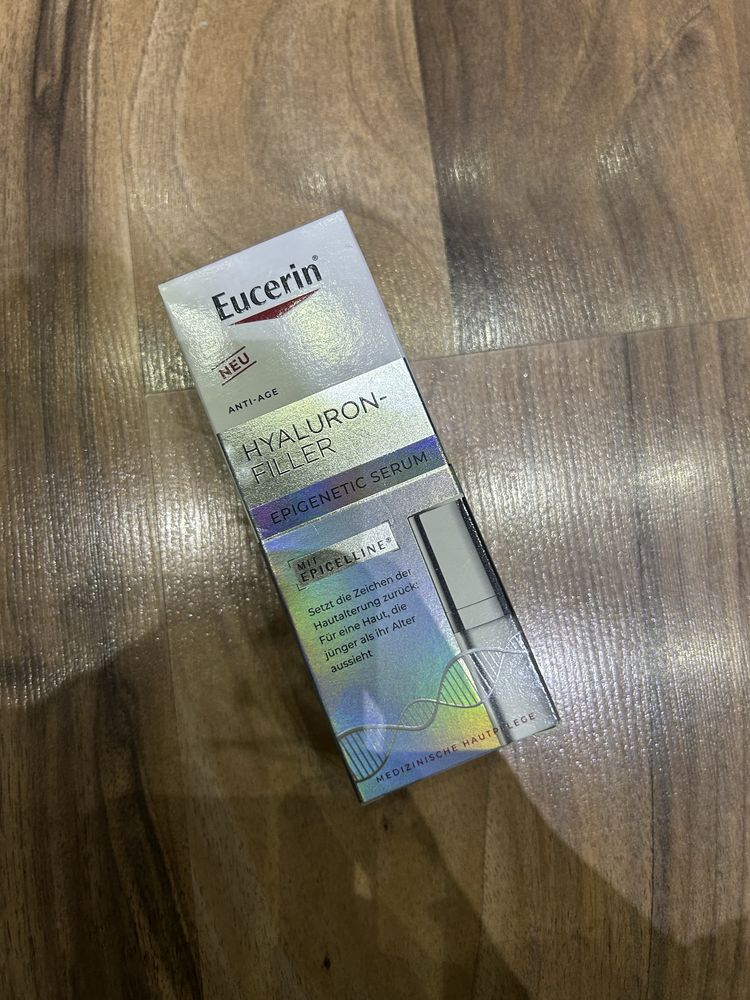 Eucerin®
NEU
ANTI-AGE
HYALURON-
FILLER
EPIGENETIC SERUM
MIT
EPICELLINE®
Setzt die Zeichen der
Hautalterung zurück:
Für eine Haut, die
jünger als Ihr Alter
aussieht
MEDIZINISCHE HAUTPFLEGE